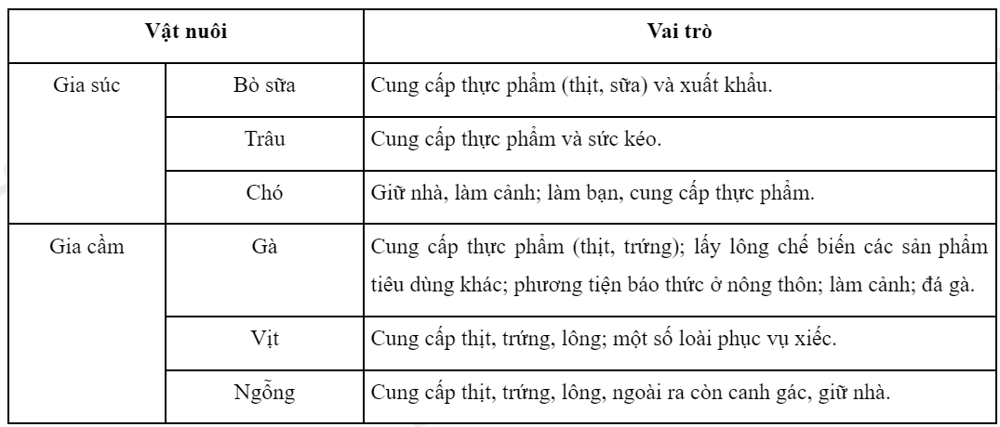 Vật nuôi
Vai trò
Gia súc
Bò sữa
Cung cấp thực phẩm (thịt, sữa) và xuất khẩu.
Trâu
Cung cấp thực phẩm và sức kéo.
Chó
Giữ nhà, làm cảnh; làm bạn, cung cấp thực phẩm.
Gia cầm
Gà
Cung cấp thực phẩm (thịt, trứng); lấy lông chế biến các sản phẩm
tiêu dùng khác; phương tiện báo thức ở nông thôn; làm cảnh; đá gà.
Vịt
Cung cấp thịt, trứng, lông; một số loài phục vụ xiếc.
Ngỗng
Cung cấp thịt, trứng, lông, ngoài ra còn canh gác, giữ nhà.